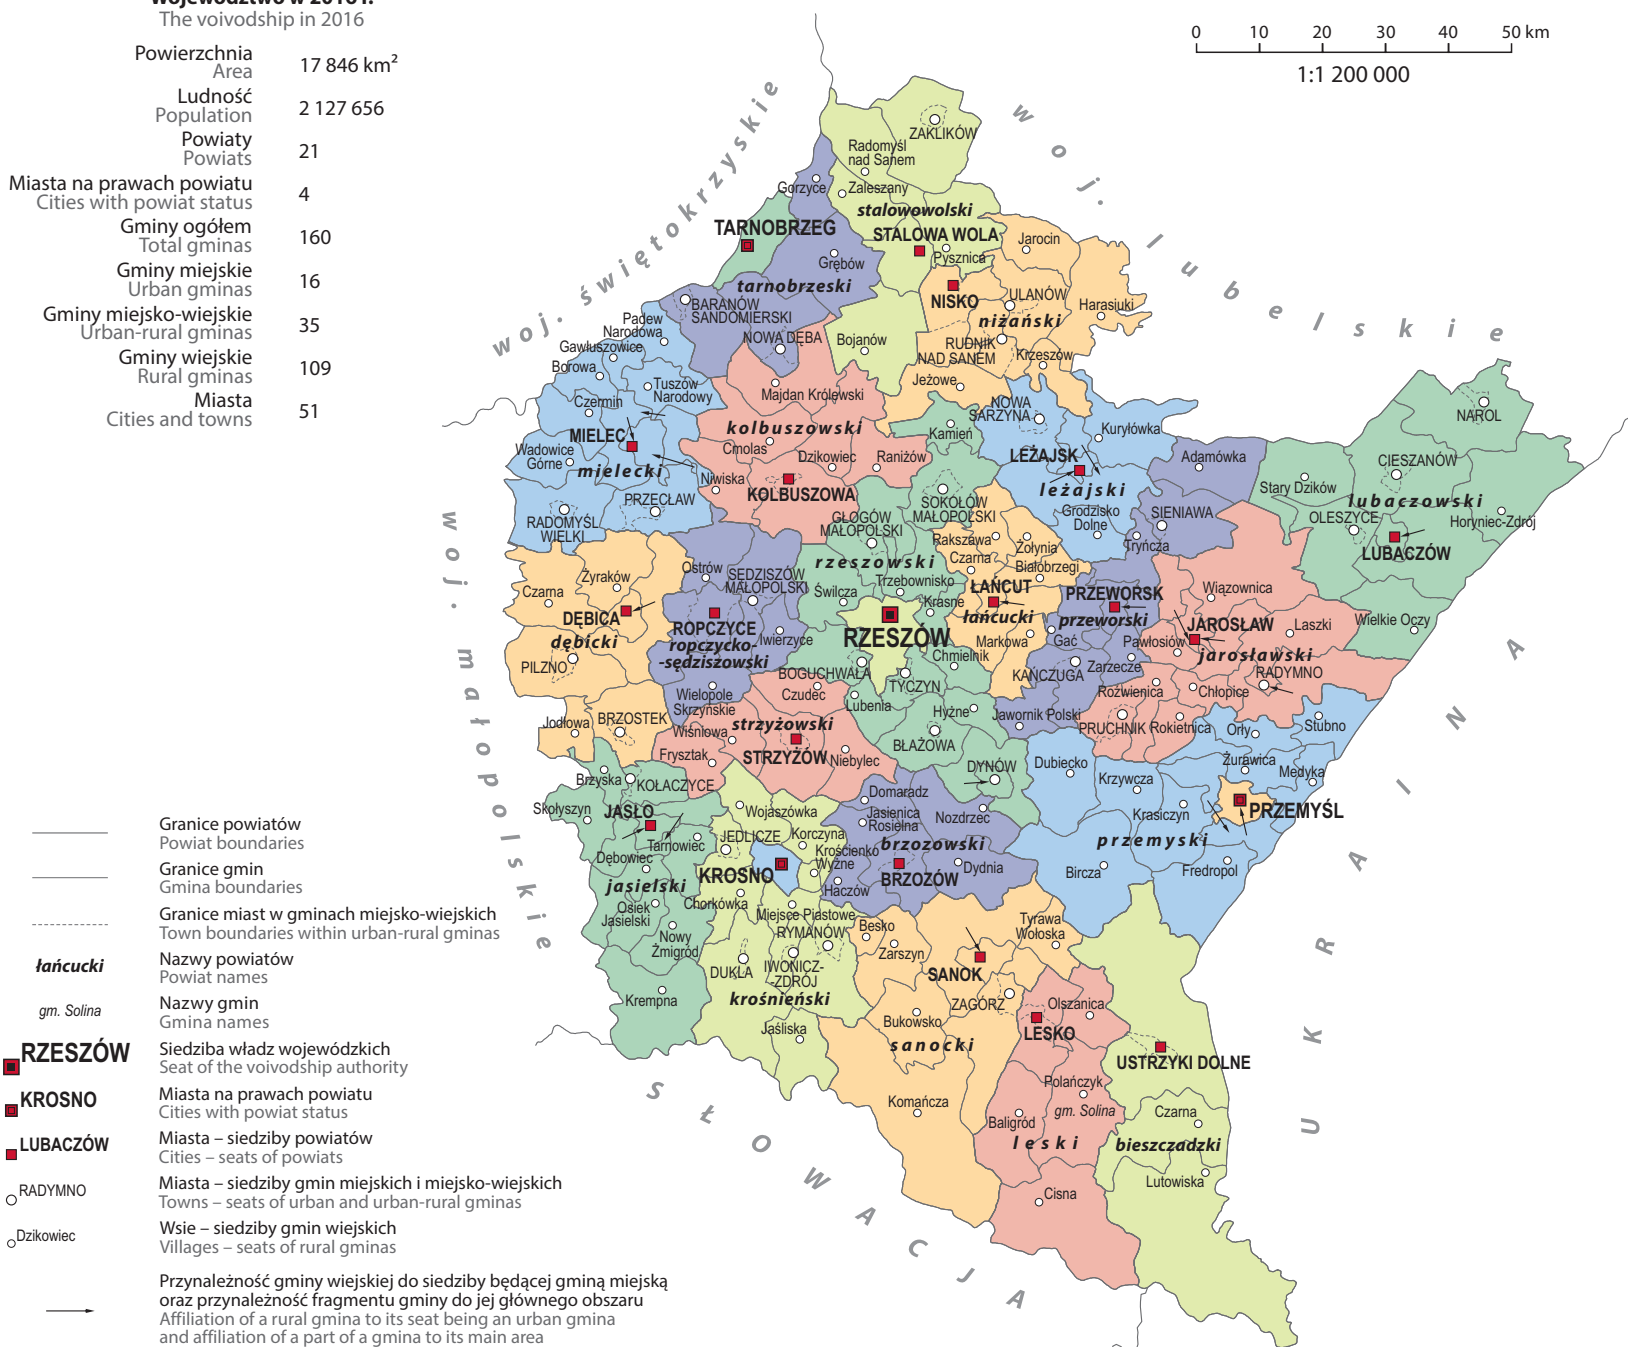 Województwo w 2016 r.
The voivodship in 2016
Powierzchnia
Area
17 846 km²
Ludność
Population
2 127 656
Powiaty
Powiats
21
Miasta na prawach powiatu
Cities with powiat status
4
Gminy ogółem
Total gminas
160
Gminy miejskie
Urban gminas
16
Gminy miejsko-wiejskie
Urban-rural gminas
35
Gminy wiejskie
Rural gminas
109
Miasta
Cities and towns
51
0 10 20 30 40 50 km
1:1 200 000
woj. świętokrzyskie
woj. lubelskie
woj. małopolskie
UKRAINA
SŁOWACJA
ZAKLIKÓW
Radomyśl
nad Sanem
Gorzyce
Zaleszany
stalowowolski
TARNOBRZEG
STALOWA WOLA
Jarocin
Pysznica
Grębów
tarnobrzeski
NISKO
ULANÓW
Harasiuki
BARANÓW
SANDOMIERSKI
niżański
Padew
Narodowa
NOWA DĘBA
Bojanów
RUDNIK
NAD SANEM
Krzeszów
Gawłuszowice
Borowa
Tuszów
Narodowy
Jeżowe
Majdan Królewski
Czermin
NOWA
SARZYNA
NAROL
kolbuszowski
Kamień
Kuryłówka
MIELEC
Cmolas
Wadowice
Górne
mielecki
Dzikowiec
Raniżów
LEŻAJSK
Adamówka
CIESZANÓW
Niwiska
KOLBUSZOWA
leżajski
Stary Dzików
lubaczowski
PRZECŁAW
SOKOŁÓW
MAŁOPOLSKI
RADOMYŚL
WIELKI
GŁOGÓW
MAŁOPOLSKI
Grodzisko
Dolne
SIENIAWA
OLESZYCE
Horyniec-Zdrój
Rakszawa
Żołynia
Tryńcza
LUBACZÓW
rzeszowski
Czarna
Białobrzegi
Ostrów
SĘDZISZÓW
MAŁOPOLSKI
Żyraków
Trzebownisko
Czarna
Świlcza
ŁAŃCUT
PRZEWORSK
Wiązownica
Krasne
łańcucki
przeworski
DĘBICA
dębicki
ROPCZYCE
ropczycko-
-sędziszowski
Iwierzyce
RZESZÓW
Markowa
Gać
Pawłosiów
JAROSŁAW
Laszki
Wielkie Oczy
jarosławski
PILZNO
Chmielnik
KAŃCZUGA
Zarzecze
RADYMNO
BOGUCHWAŁA
TYCZYN
Wielopole
Skrzyńskie
Czudec
Lubenia
Roźwienica
Chłopice
Hyżne
Jawornik Polski
Jodłowa
BRZOSTEK
strzyżowski
PRUCHNIK
Rokietnica
Orły
Stubno
Wiśniowa
BŁAŻOWA
Frysztak
STRZYŻÓW
Niebylec
DYNÓW
Dubiecko
Żurawica
Medyka
Brzyska
KOŁACZYCE
Krzywcza
Domaradz
Skołyszyn
JASŁO
Wojaszówka
Jasienica
Rosielna
Nozdrzec
Krasiczyn
PRZEMYŚL
JEDLICZE
Korczyna
Tarnowiec
brzozowski
przemyski
Dębowiec
Krościenko
Wyżne
KROSNO
BRZOZÓW
Dydnia
Bircza
Fredropol
jasielski
Haczów
Chorkówka
Osiek
Jasielski
Miejsce Piastowe
RYMANÓW
Besko
Tyrawa
Wołoska
Nowy
Żmigród
Zarszyn
DUKLA
IWONICZ-
-ZDRÓJ
SANOK
Krempna
krośnieński
ZAGÓRZ
Olszanica
Bukowsko
LESKO
Jaśliska
sanocki
USTRZYKI DOLNE
Polańczyk
gm. Solina
Komańcza
Baligród
Czarna
leski
bieszczadzki
Lutowiska
Cisna
Granice powiatów
Powiat boundaries
Granice gmin
Gmina boundaries
Granice miast w gminach miejsko-wiejskich
Town boundaries within urban-rural gminas
łańcucki
Nazwy powiatów
Powiat names
gm. Solina
Nazwy gmin
Gmina names
RZESZÓW
Siedziba władz wojewódzkich
Seat of the voivodship authority
KROSNO
Miasta na prawach powiatu
Cities with powiat status
LUBACZÓW
Miasta – siedziby powiatów
Cities – seats of powiats
RADYMNO
Miasta – siedziby gmin miejskich i miejsko-wiejskich
Towns – seats of urban and urban-rural gminas
Dzikowiec
Wsie – siedziby gmin wiejskich
Villages – seats of rural gminas
Przynależność gminy wiejskiej do siedziby będącej gminą miejską
oraz przynależność fragmentu gminy do jej głównego obszaru
Affiliation of a rural gmina to its seat being an urban gmina
and affiliation of a part of a gmina to its main area